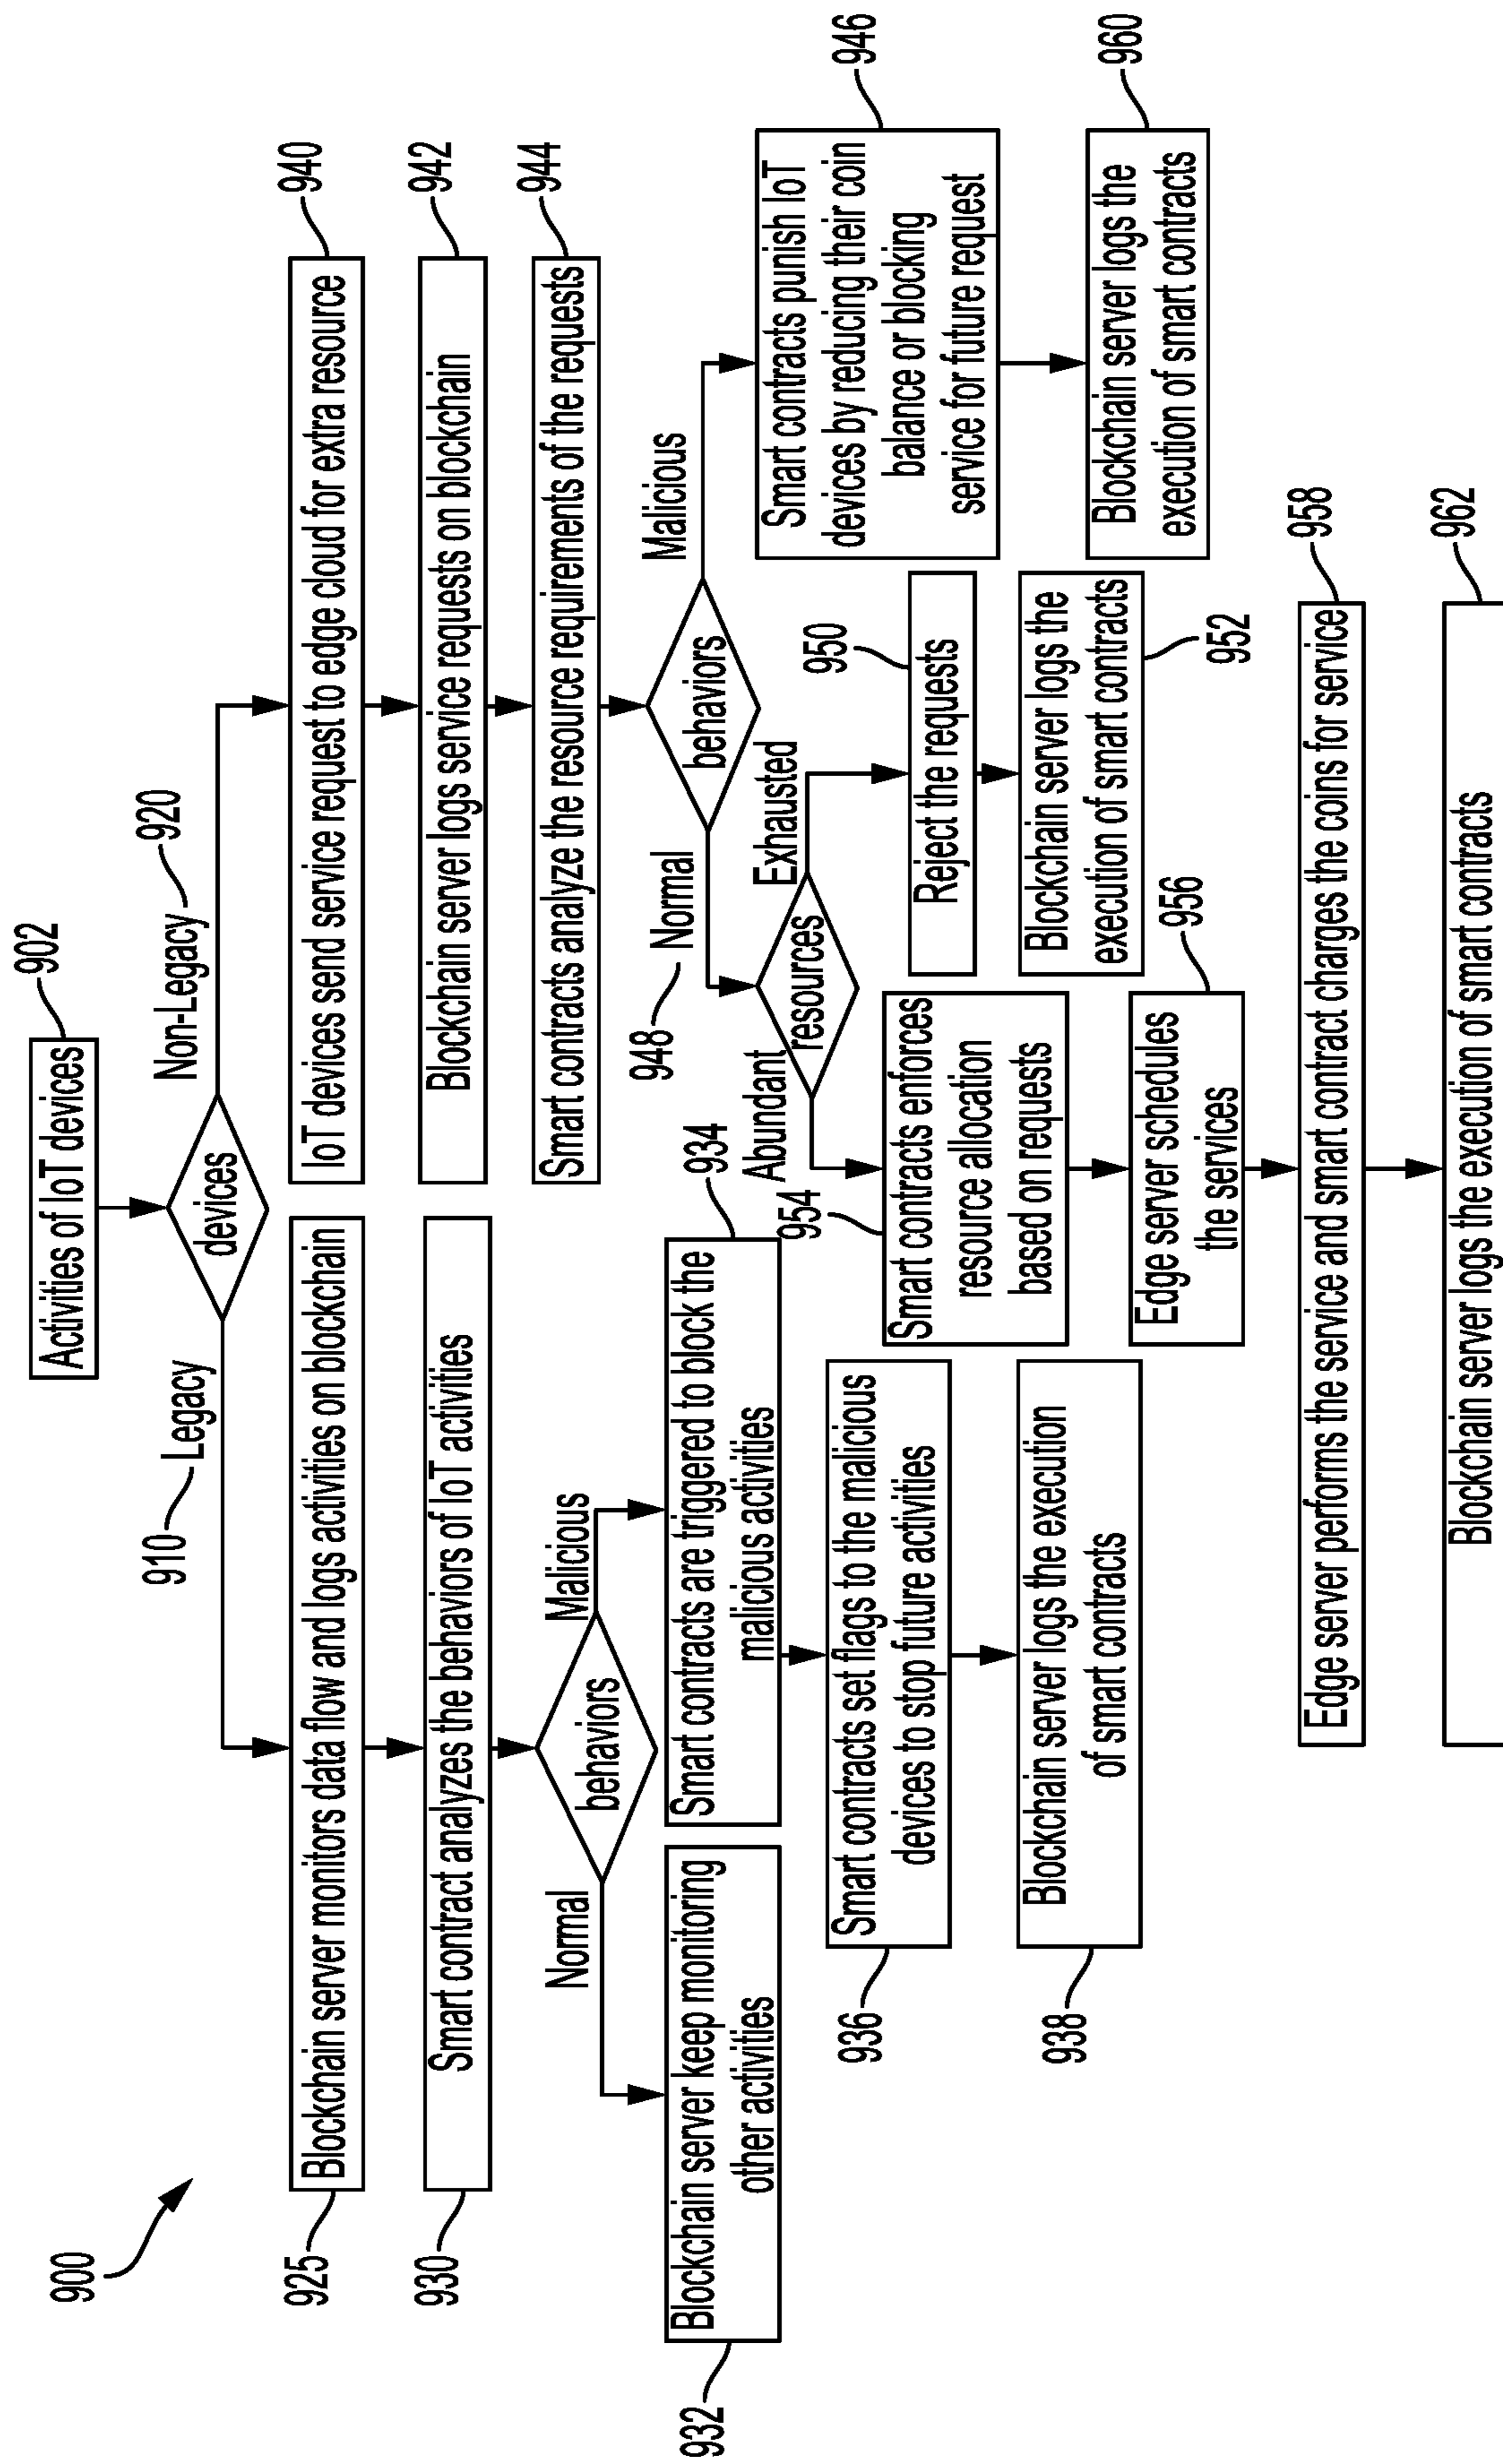 900
902
Activities of IoT devices
devices
910
Legacy
Non-Legacy
920
925
Blockchain server monitors data flow and logs activities on blockchain
IoT devices send service request to edge cloud for extra resource
940
930
Smart contract analyzes the behaviors of IoT activities
Blockchain server logs service requests on blockchain
942
Smart contracts analyze the resource requirements of the requests
944
behaviors
Normal
Malicious
behaviors
948
Normal
Malicious
932
Blockchain server keep monitoring
other activities
Smart contracts are triggered to block the
malicious activities
934
resources
Abundant
Exhausted
Smart contracts punish IoT
devices by reducing their coin
balance or blocking
service for future request
946
936
Smart contracts set flags to the malicious
devices to stop future activities
954
Smart contracts enforces
resource allocation
based on requests
950
Reject the requests
938
Blockchain server logs the execution
of smart contracts
Blockchain server logs the
execution of smart contracts
952
Blockchain server logs the
execution of smart contracts
960
Edge server schedules
the services
956
Edge server performs the service and smart contract charges the coins for service
958
Blockchain server logs the execution of smart contracts
962